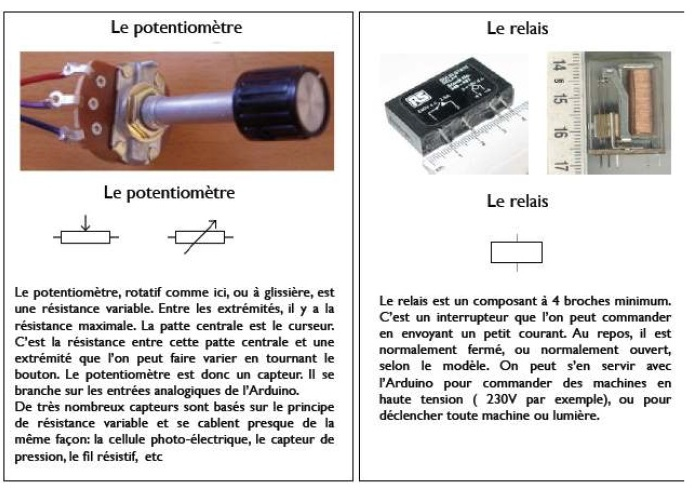 Le potentiomètre
Le potentiomètre
Le potentiomètre, rotatif comme ici, ou à glissière, est
une résistance variable. Entre les extrémités, il y a la
résistance maximale. La patte centrale est le curseur.
C'est la résistance entre cette patte centrale et une
extrémité que l'on peut faire varier en tournant le
bouton. Le potentiomètre est donc un capteur. Il se
branche sur les entrées analogiques de l'Arduino.
De très nombreux capteurs sont basés sur le principe
de résistance variable et se cablent presque de la
même façon: la cellule photo-électrique, le capteur de
pression, le fil résistif, etc
Le relais
RS
14
15
16
17
Le relais
Le relais est un composant à 4 broches minimum.
C'est un interrupteur que l'on peut commander
en envoyant un petit courant. Au repos, il est
normalement fermé, ou normalement ouvert,
selon le modèle. On peut s'en servir avec
l'Arduino pour commander des machines en
haute tension ( 230V par exemple), ou pour
déclencher toute machine ou lumière.